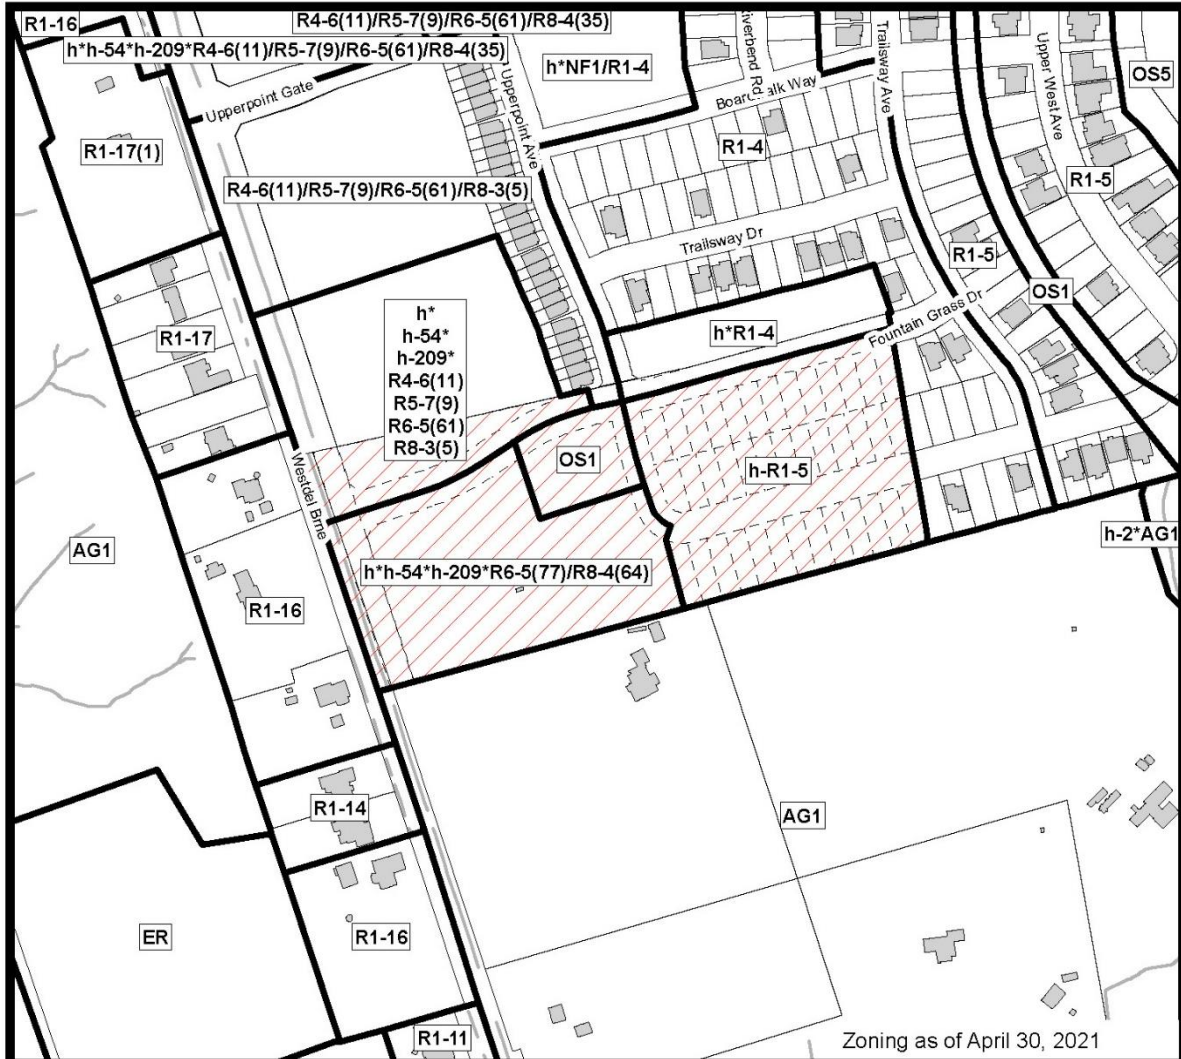 R1-16
R4-6(11)/R5-7(9)/R6-5(61)/R8-4(35)
h*h-54*h-209*R4-6(11)/R5-7(9)/R6-5(61)/R8-4(35)
h*NF1/R1-4
Riverbend Rd
Trailsway Ave
Upper West Ave
OS5
Upperpoint Gate
Upperpoint Ave
Boardwalk Way
R1-17(1)
R1-4
R1-5
R4-6(11)/R5-7(9)/R6-5(61)/R8-3(5)
Trailsway Dr
R1-5
OS1
R1-17
h*
h-54*
h-209*
R4-6(11)
R5-7(9)
R6-5(61)
R8-3(5)
h*R1-4
Fountain Grass Dr
OS1
h-R1-5
Westdel Brne
AG1
h-2*AG1
h*h-54*h-209*R6-5(77)/R8-4(64)
R1-16
R1-14
AG1
ER
R1-16
R1-11
Zoning as of April 30, 2021